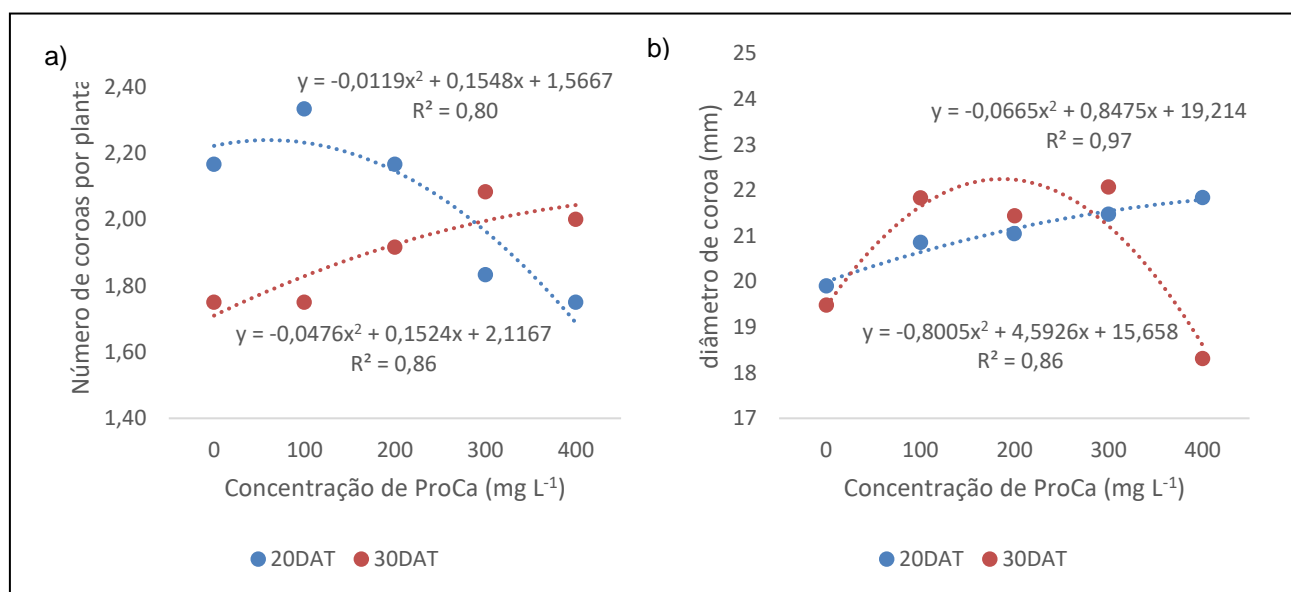 a)
Número de coroas por planta
2,40
2,20
2,00
1,80
1,60
1,40
y = -0,0119x² + 0,1548x + 1,5667
R² = 0,80
y = -0,0476x² + 0,1524x + 2,1167
R² = 0,86
0 100 200 300 400
Concentração de ProCa (mg L⁻¹)
20DAT 30DAT
b)
diâmetro de coroa (mm)
25
24
23
22
21
20
19
18
17
y = -0,0665x² + 0,8475x + 19,214
R² = 0,97
y = -0,8005x² + 4,5926x + 15,658
R² = 0,86
0 100 200 300 400
Concentração de ProCa (mg L⁻¹)
20DAT 30DAT